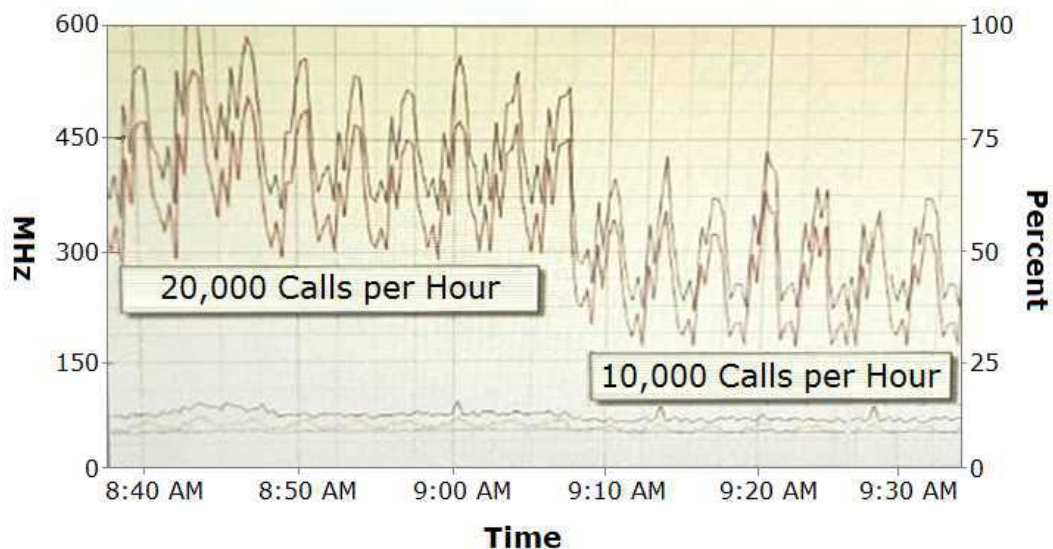 600
450
300
150
0
MHz
100
75
50
25
0
Percent
20,000 Calls per Hour
10,000 Calls per Hour
8:40 AM
8:50 AM
9:00 AM
9:10 AM
9:20 AM
9:30 AM
Time